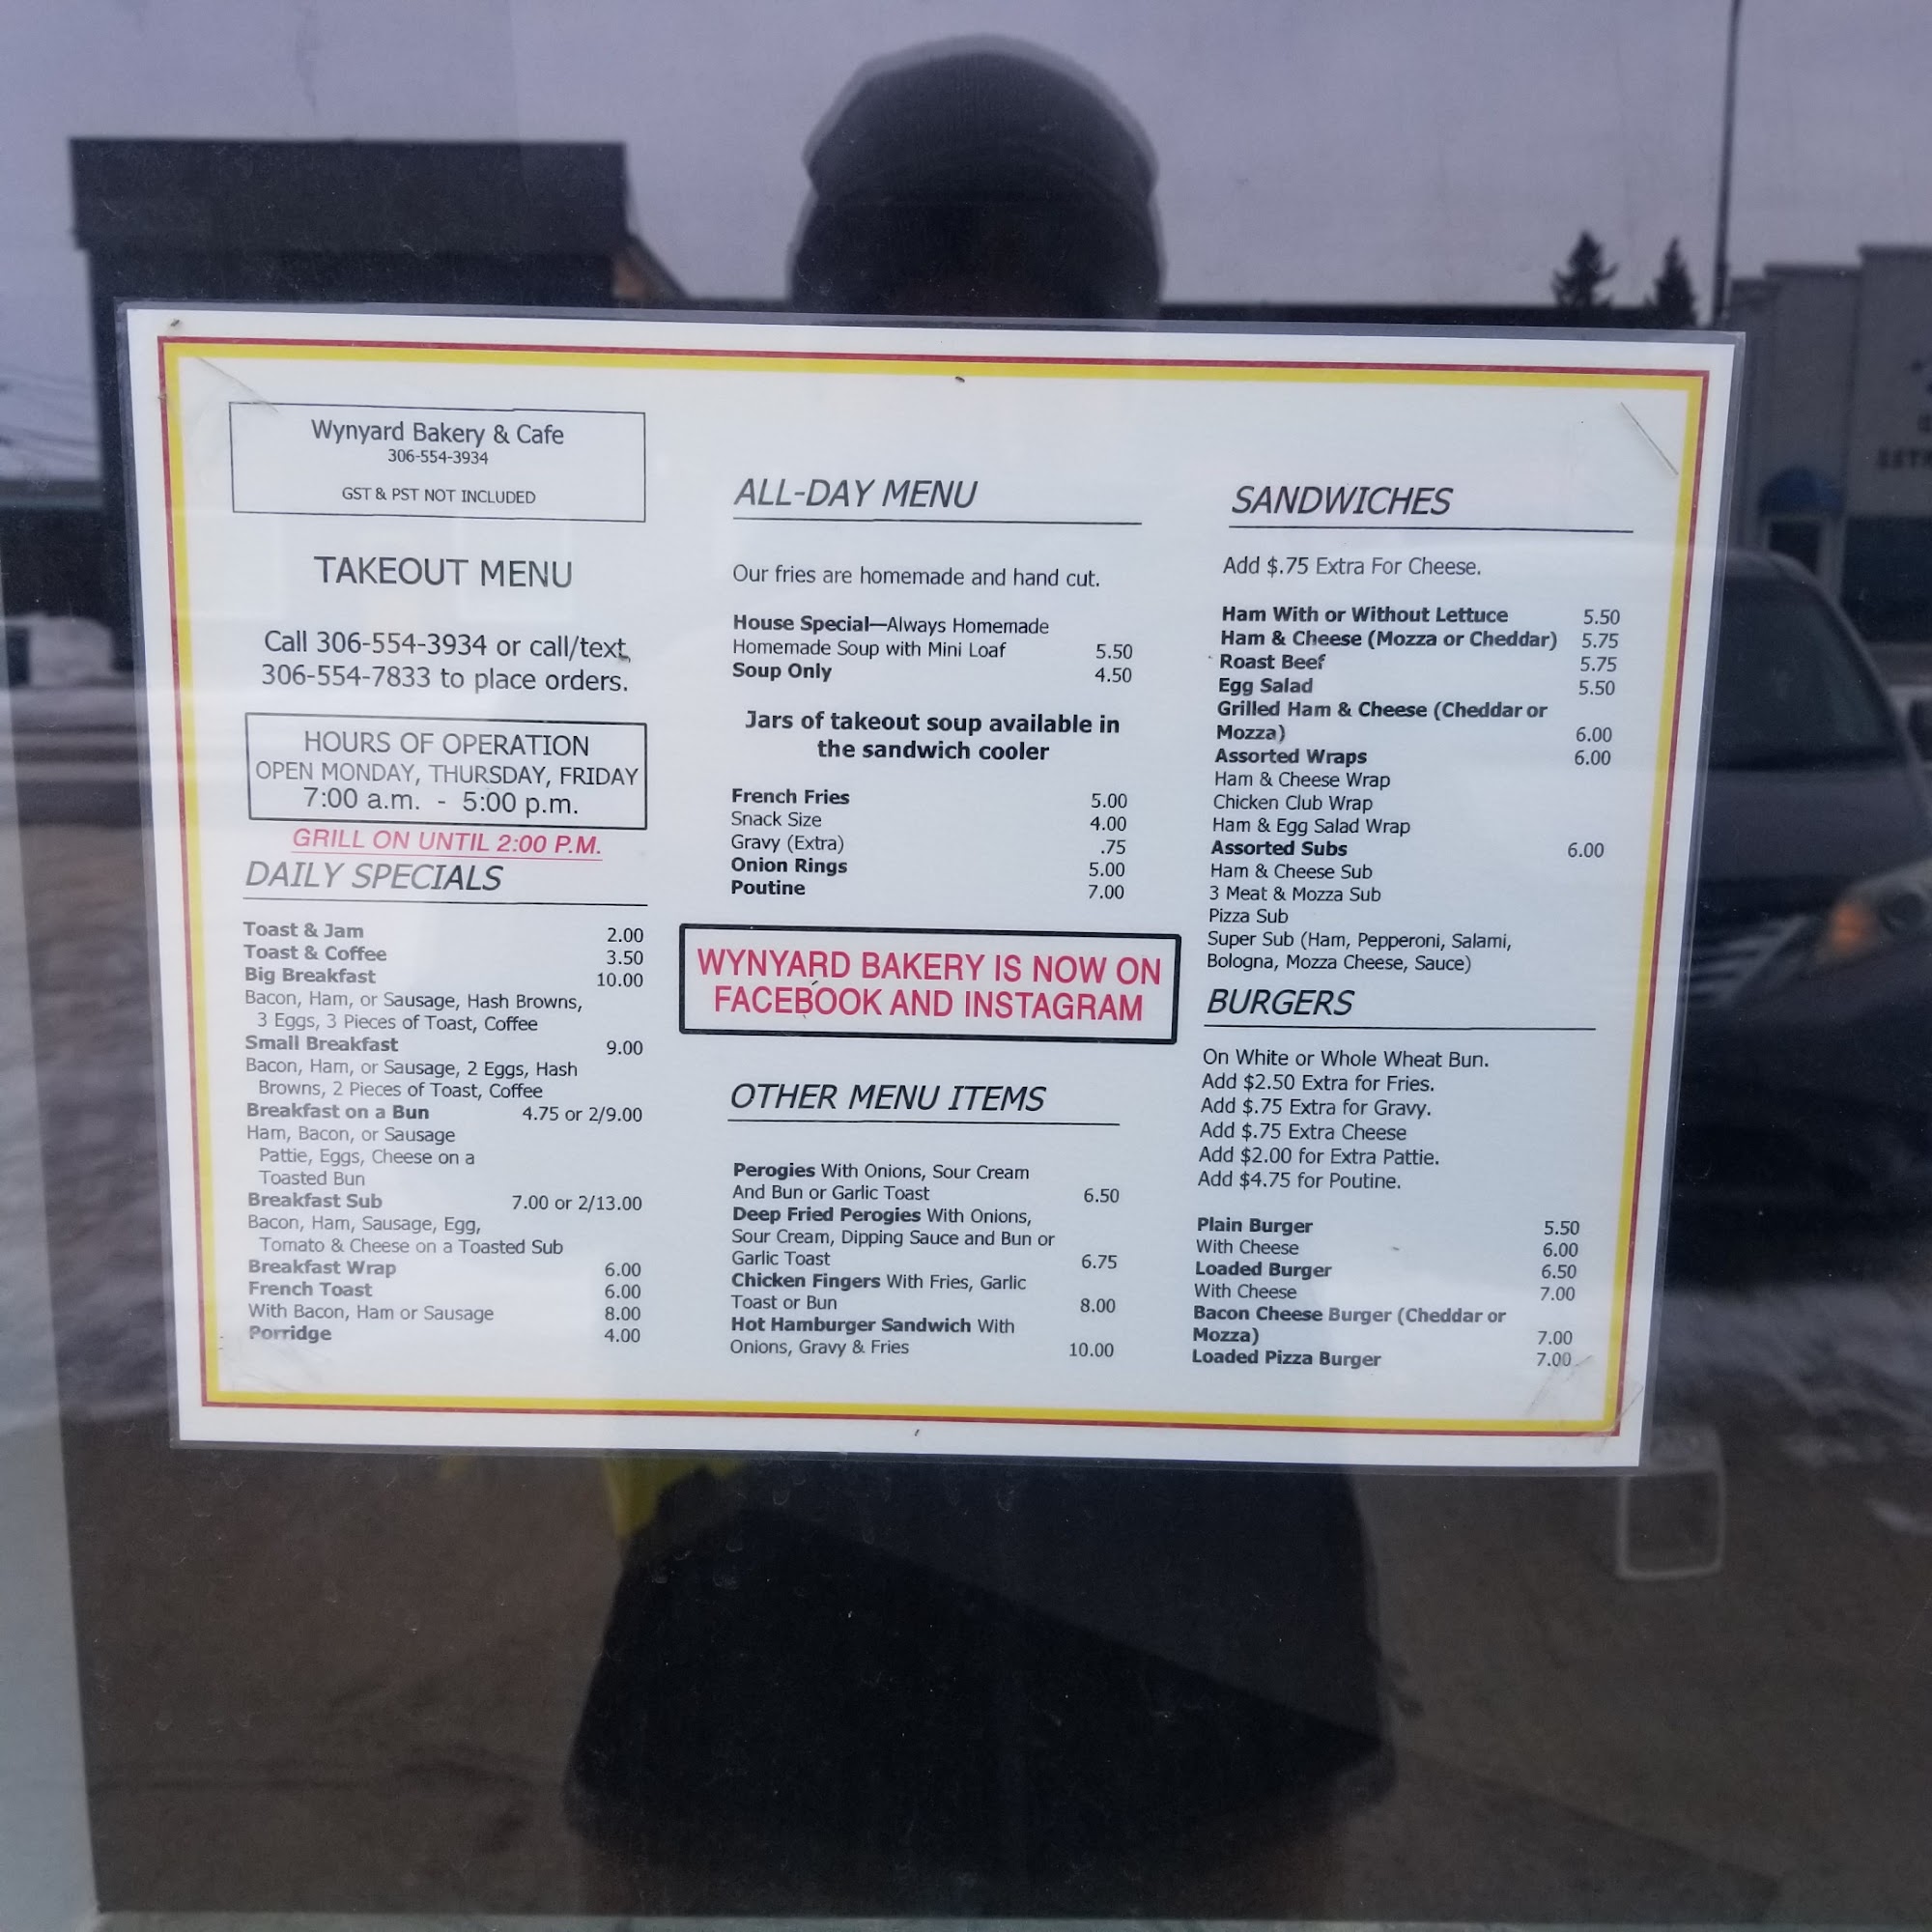 Wynyard Bakery & Cafe
306-554-3934
GST & PST NOT INCLUDED
TAKEOUT MENU
Call 306-554-3934 or call/text
306-554-7833 to place orders.
HOURS OF OPERATION
OPEN MONDAY, THURSDAY, FRIDAY
7:00 a.m. - 5:00 p.m.
GRILL ON UNTIL 2:00 P.M.
DAILY SPECIALS
Toast & Jam 2.00
Toast & Coffee 3.50
Big Breakfast 10.00
Bacon, Ham, or Sausage, Hash Browns,
3 Eggs, 3 Pieces of Toast, Coffee
Small Breakfast 9.00
Bacon, Ham, or Sausage, 2 Eggs, Hash
Browns, 2 Pieces of Toast, Coffee
Breakfast on a Bun 4.75 or 2/9.00
Ham, Bacon, or Sausage
Pattie, Eggs, Cheese on a
Toasted Bun
Breakfast Sub 7.00 or 2/13.00
Bacon, Ham, Sausage, Egg,
Tomato & Cheese on a Toasted Sub
Breakfast Wrap 6.00
French Toast 6.00
With Bacon, Ham or Sausage 8.00
Porridge 4.00
ALL-DAY MENU
Our fries are homemade and hand cut.
House Special—Always Homemade
Homemade Soup with Mini Loaf 5.50
Soup Only 4.50
Jars of takeout soup available in
the sandwich cooler
French Fries 5.00
Snack Size 4.00
Gravy (Extra) .75
Onion Rings 5.00
Poutine 7.00
WYNYARD BAKERY IS NOW ON
FACEBOOK AND INSTAGRAM
OTHER MENU ITEMS
Perogies With Onions, Sour Cream
And Bun or Garlic Toast 6.50
Deep Fried Perogies With Onions,
Sour Cream, Dipping Sauce and Bun or
Garlic Toast 6.75
Chicken Fingers With Fries, Garlic
Toast or Bun 8.00
Hot Hamburger Sandwich With
Onions, Gravy & Fries 10.00
SANDWICHES
Add $.75 Extra For Cheese.
Ham With or Without Lettuce 5.50
Ham & Cheese (Mozza or Cheddar) 5.75
Roast Beef 5.75
Egg Salad 5.50
Grilled Ham & Cheese (Cheddar or
Mozza) 6.00
Assorted Wraps 6.00
Ham & Cheese Wrap
Chicken Club Wrap
Ham & Egg Salad Wrap
Assorted Subs 6.00
Ham & Cheese Sub
3 Meat & Mozza Sub
Pizza Sub
Super Sub (Ham, Pepperoni, Salami,
Bologna, Mozza Cheese, Sauce)
BURGERS
On White or Whole Wheat Bun.
Add $2.50 Extra for Fries.
Add $.75 Extra for Gravy.
Add $.75 Extra Cheese
Add $2.00 for Extra Pattie.
Add $4.75 for Poutine.
Plain Burger 5.50
With Cheese 6.00
Loaded Burger 6.50
With Cheese 7.00
Bacon Cheese Burger (Cheddar or
Mozza) 7.00
Loaded Pizza Burger 7.00